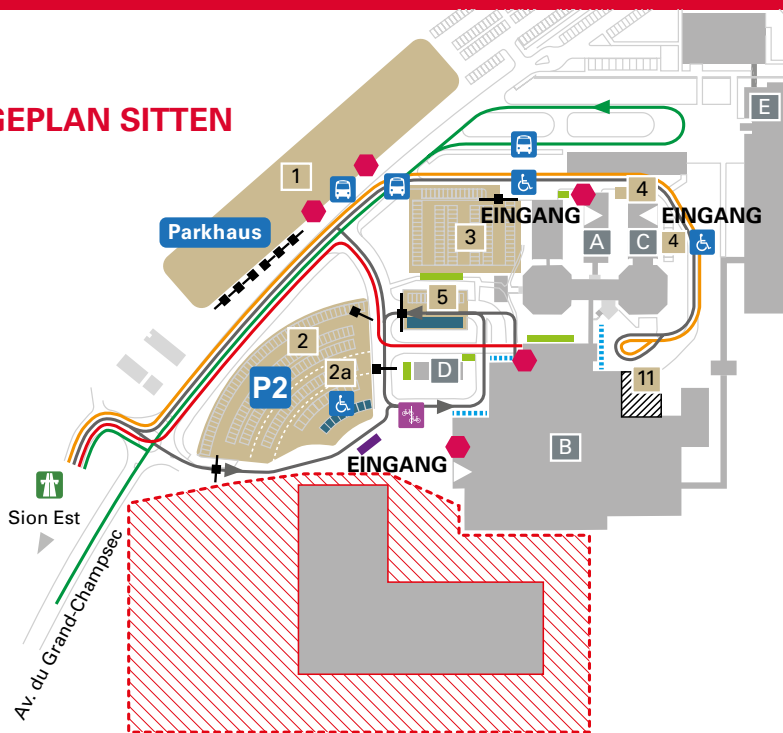 GEPLAN SITTEN
E
1
4
EINGANG
EINGANG
Parkhaus
3
A
C
4
5
2
2a
D
P2
11
B
EINGANG
Sion Est
Av. du Grand-Champsec